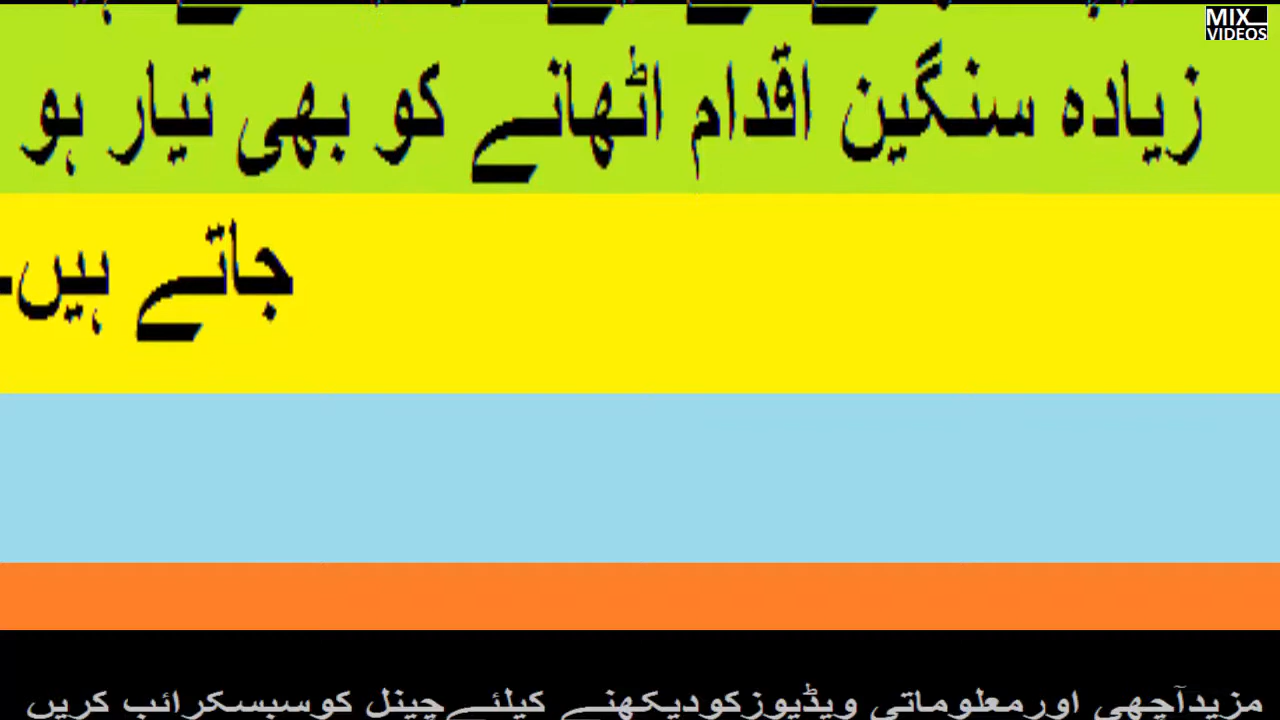 MIX
VIDEOS
زیادہ سنگین اقدام اٹھانے کو بھی تیار ہو
جاتے ہیں۔
مزیدآچھی اورمعلوماتی ویڈیوزکودیکھنے کیلئےچینل کوسبسکرائب کریں